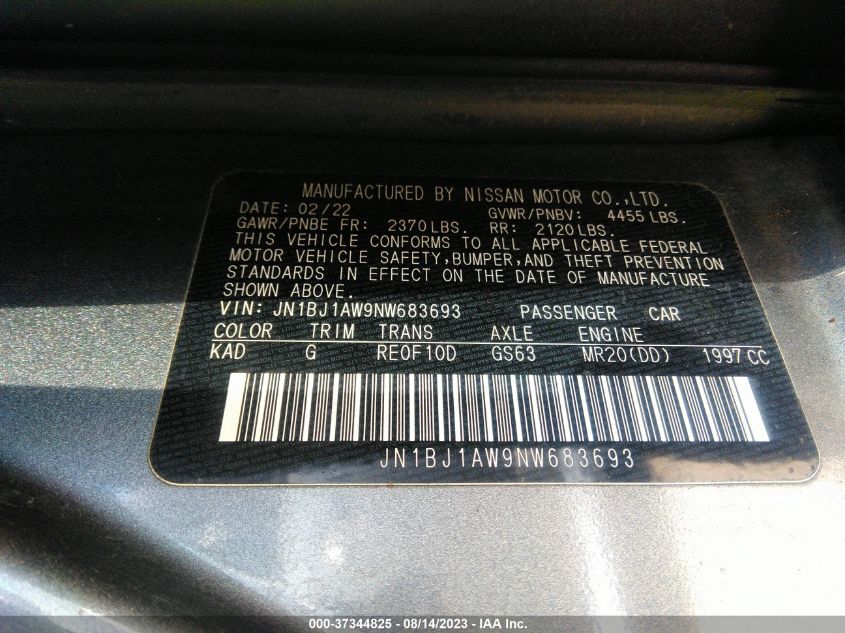 MANUFACTURED BY NISSAN MOTOR CO.,LTD.
DATE: 02/22 GVWR/PNBV: 4455 LBS.
GAWR/PNBE FR: 2370 LBS. RR: 2120 LBS.
THIS VEHICLE CONFORMS TO ALL APPLICABLE FEDERAL
MOTOR VEHICLE SAFETY, BUMPER, AND THEFT PREVENTION
STANDARDS IN EFFECT ON THE DATE OF MANUFACTURE
SHOWN ABOVE.
VIN: JN1BJ1AW9NW683693 PASSENGER CAR
COLOR TRIM TRANS AXLE ENGINE
KAD G RE0F10D GS63 MR20(DD) 1997 CC
JN1BJ1AW9NW683693
000-37344825 - 08/14/2023 - IAA Inc.